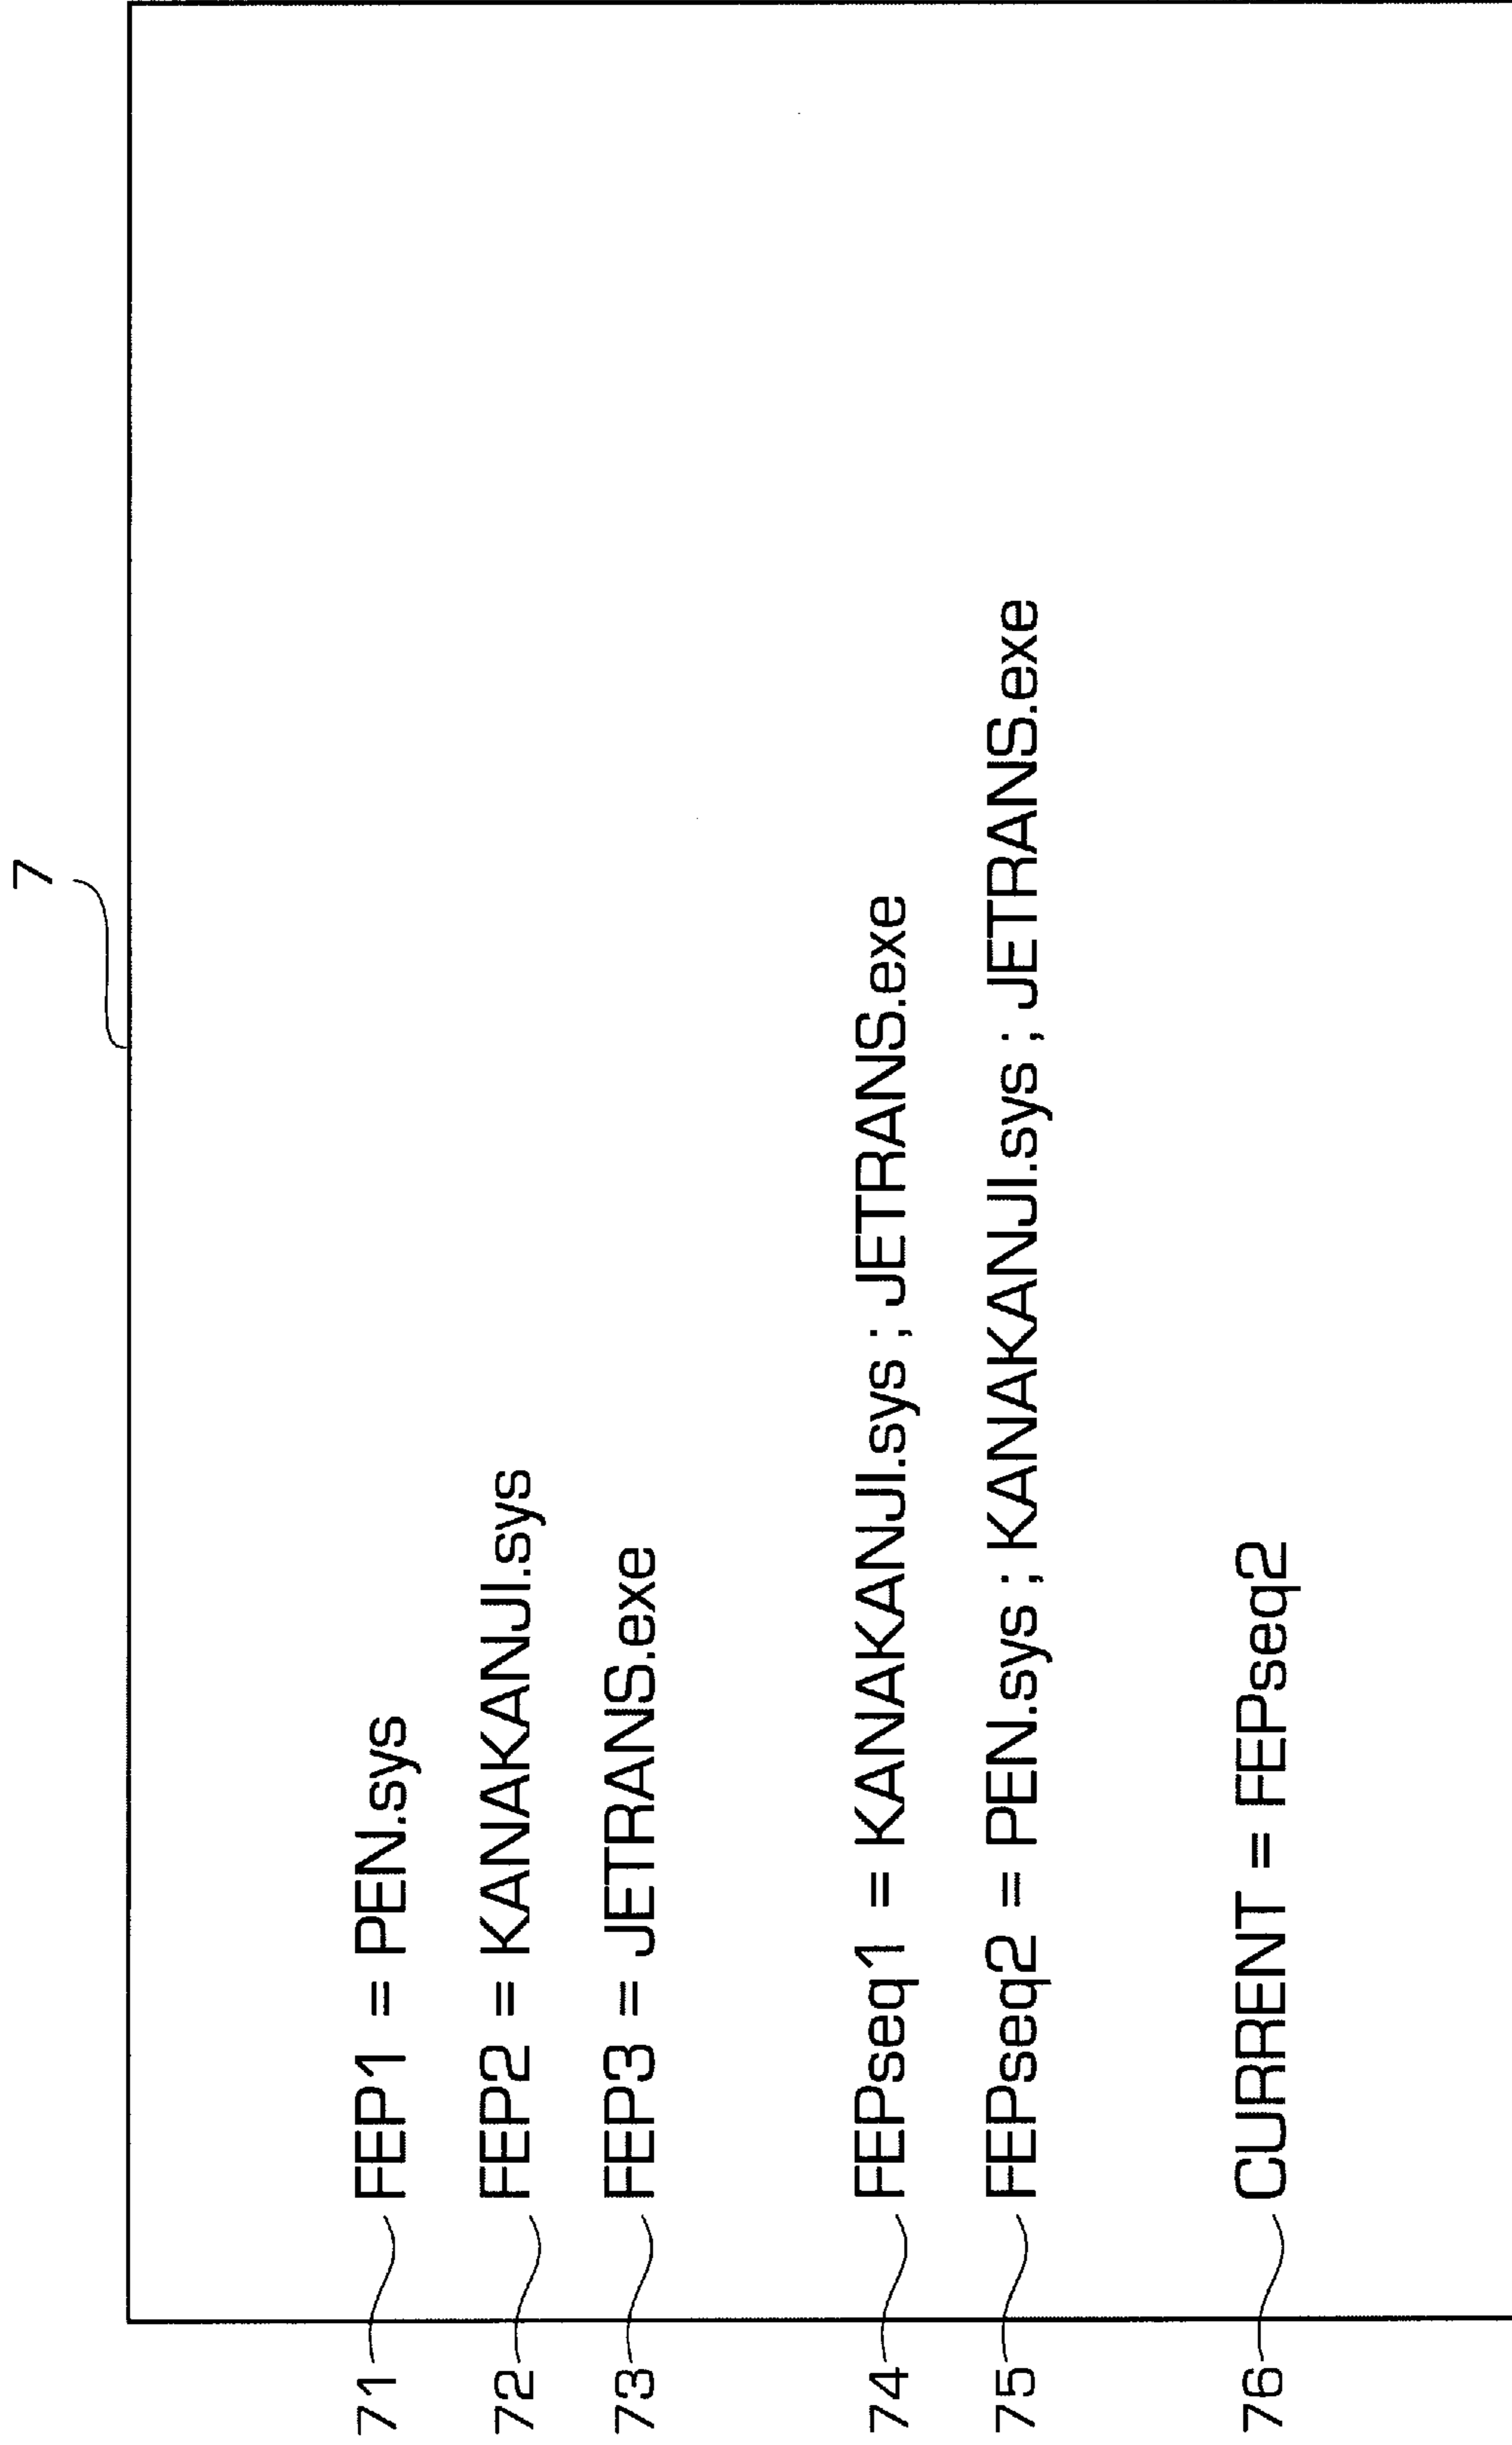 7
71 FEP1 = PEN.sys
72 FEP2 = KANAKANJI.sys
73 FEP3 = JETRANS.exe
74 FEPseq1 = KANAKANJI.sys ; JETRANS.exe
75 FEPseq2 = PEN.sys ; KANAKANJI.sys ; JETRANS.exe
76 CURRENT = FEPseq2